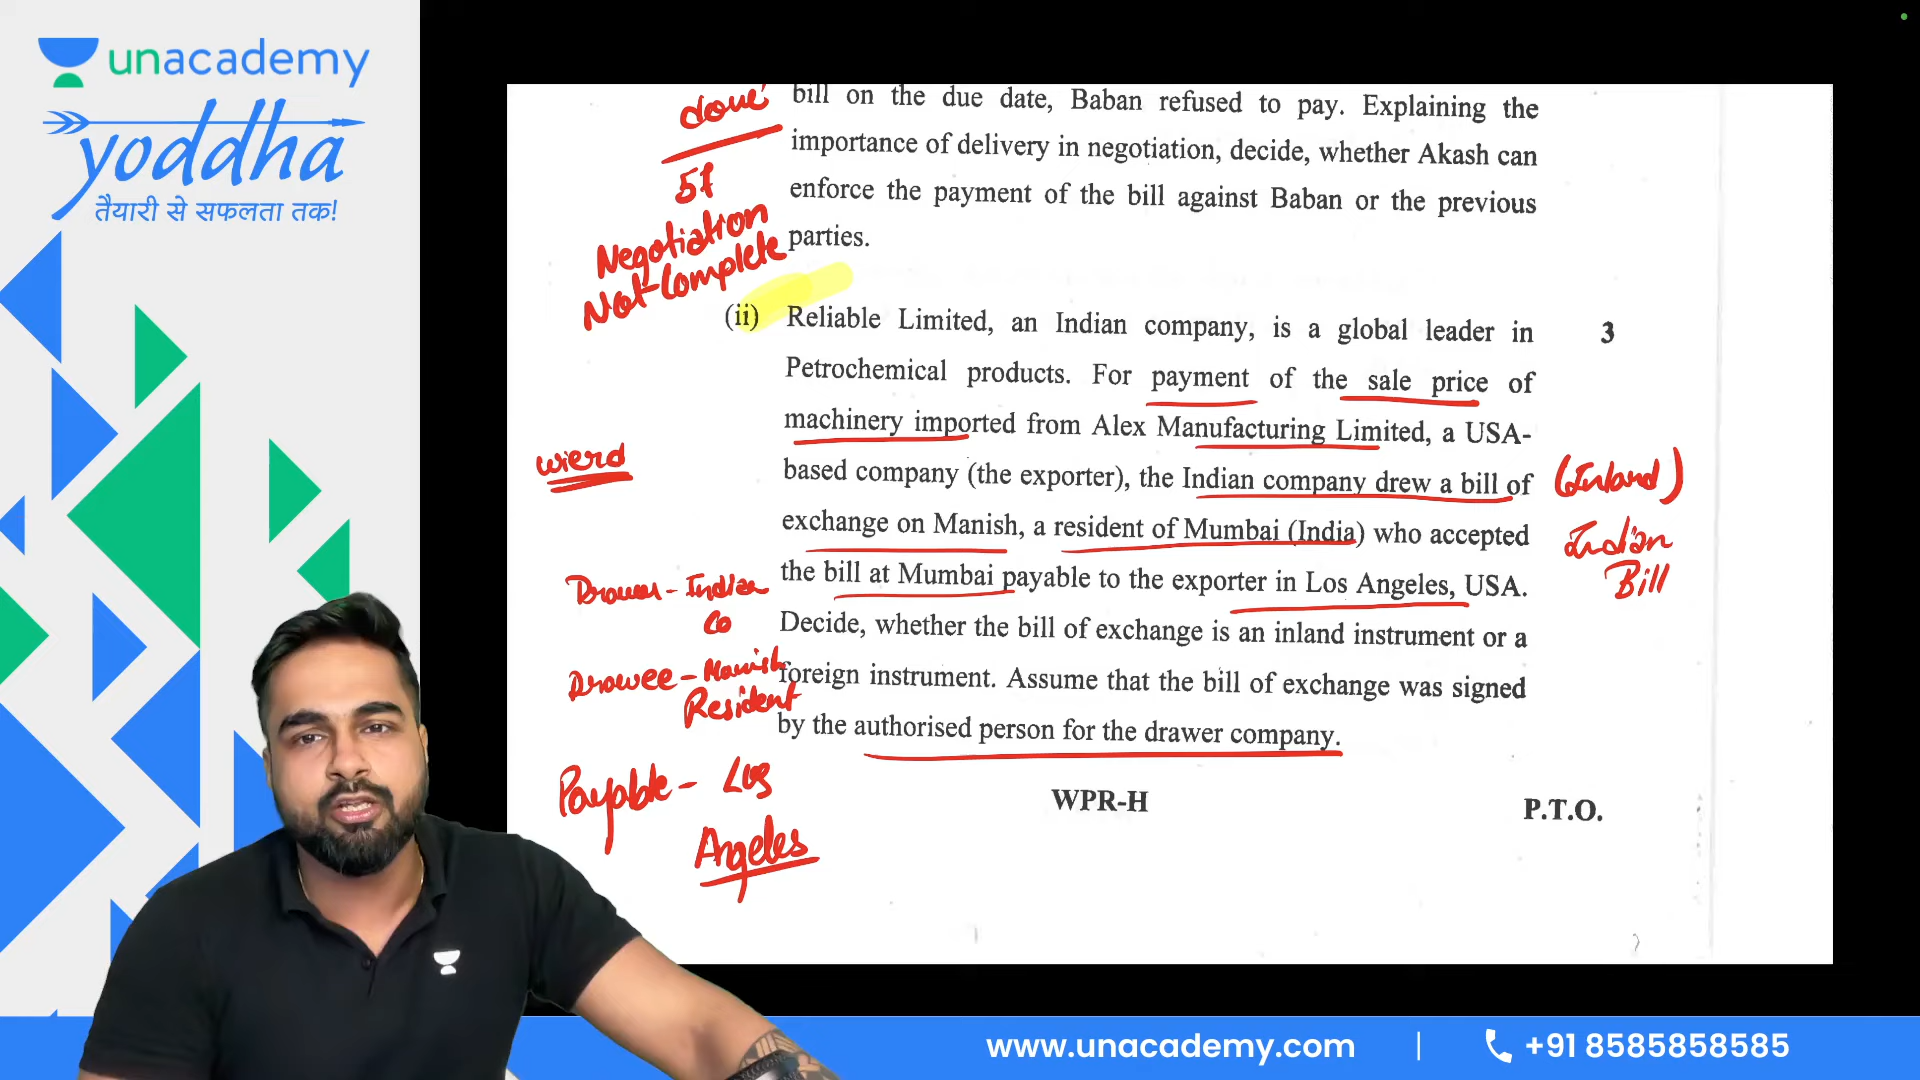 unacademy
yoddha
तैयारी से सफलता तक!
done
57
Negotiation
Not-Complete
bill on the due date, Baban refused to pay. Explaining the
importance of delivery in negotiation, decide, whether Akash can
enforce the payment of the bill against Baban or the previous
parties.
(ii) Reliable Limited, an Indian company, is a global leader in 3
Petrochemical products. For payment of the sale price of
machinery imported from Alex Manufacturing Limited, a USA-
based company (the exporter), the Indian company drew a bill of
exchange on Manish, a resident of Mumbai (India) who accepted
the bill at Mumbai payable to the exporter in Los Angeles, USA.
Decide, whether the bill of exchange is an inland instrument or a
foreign instrument. Assume that the bill of exchange was signed
by the authorised person for the drawer company.
wierd
(Inland)
Indian
Bill
Drawer - Indian
Co
Drawee - Manish
Resident
Payable - Los
Angeles
WPR-H
P.T.O.
www.unacademy.com | +91 8585858585